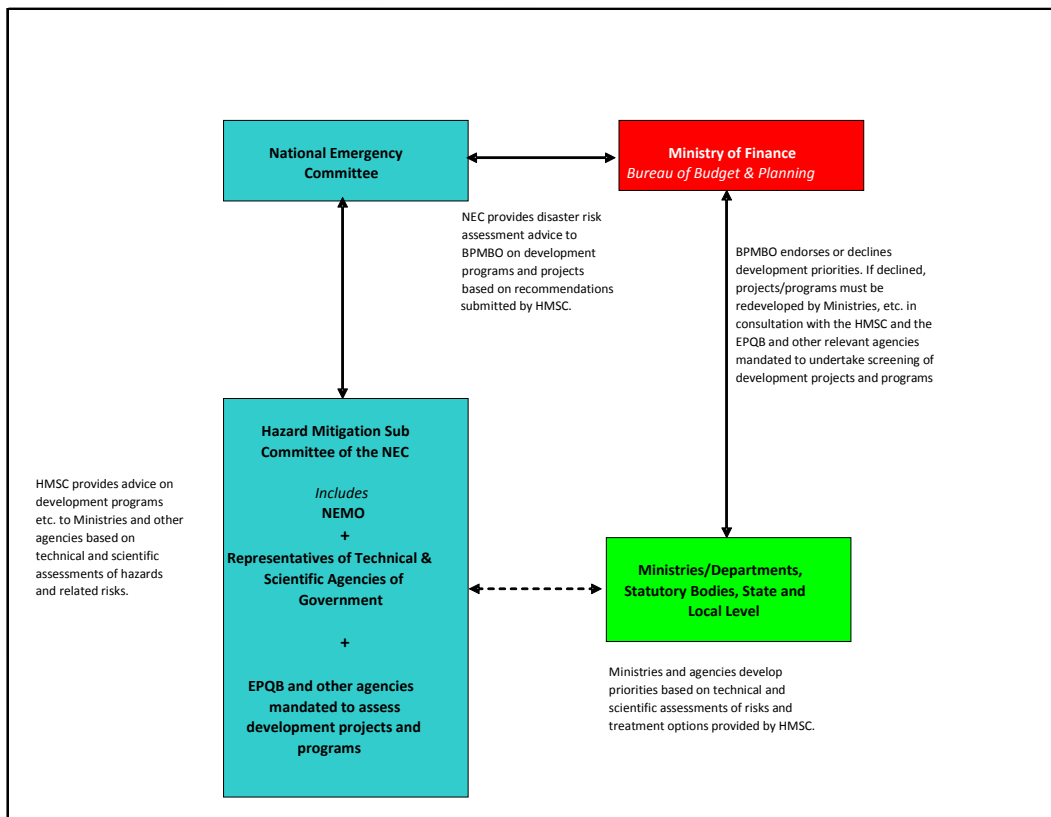 National Emergency
Committee
Ministry of Finance
Bureau of Budget & Planning
NEC provides disaster risk
assessment advice to
BPMBO on development
programs and projects
based on recommendations
submitted by HMSC.
BPMBO endorses or declines
development priorities. If declined,
projects/programs must be
redeveloped by Ministries, etc. in
consultation with the HMSC and the
EPQB and other relevant agencies
mandated to undertake screening of
development projects and programs
HMSC provides advice on
development programs
etc. to Ministries and other
agencies based on
technical and scientific
assessments of hazards
and related risks.
Hazard Mitigation Sub
Committee of the NEC
Includes
NEMO
+
Representatives of Technical &
Scientific Agencies of
Government
+
EPQB and other agencies
mandated to assess
development projects and
programs
Ministries/Departments,
Statutory Bodies, State and
Local Level
Ministries and agencies develop
priorities based on technical and
scientific assessments of risks and
treatment options provided by HMSC.